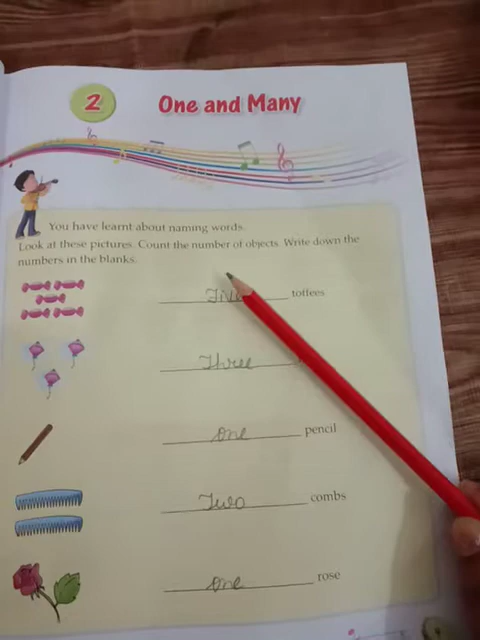 2
One and Many
You have learnt about naming words.
Look at these pictures. Count the number of objects. Write down the
numbers in the blanks.
toffees
Three
one pencil
Two combs
one rose